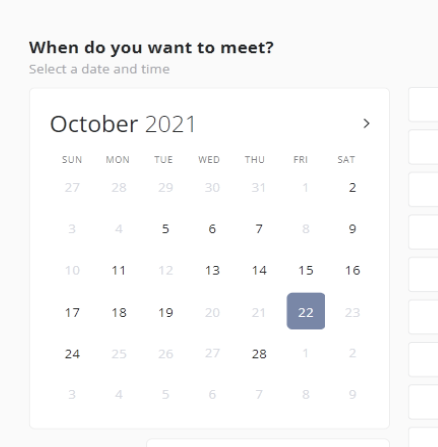 When do you want to meet?
Select a date and time
October 2021 >
SUN MON TUE WED THU FRI SAT
27 28 29 30 31 1 2
3 4 5 6 7 8 9
10 11 12 13 14 15 16
17 18 19 20 21 22 23
24 25 26 27 28 1 2
3 4 5 6 7 8 9